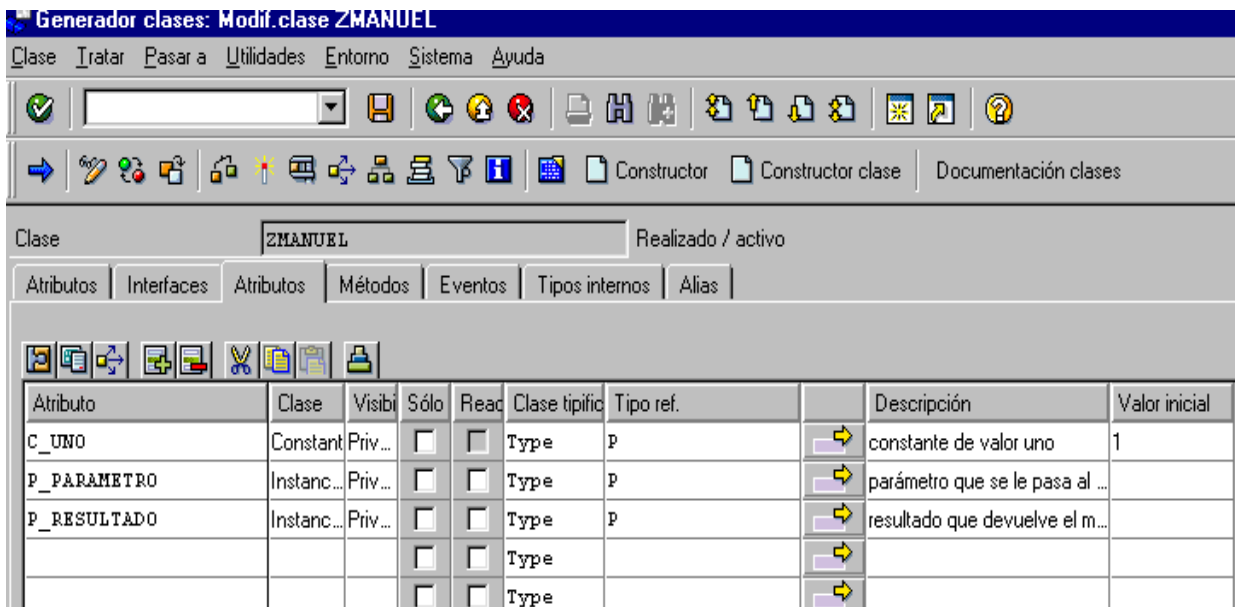 Generador clases: Modif.clase ZMANUEL
Clase Tratar Pasar a Utilidades Entorno Sistema Ayuda
Constructor Constructor clase Documentación clases
Clase ZMANUEL Realizado / activo
Atributos Interfaces Atributos Métodos Eventos Tipos internos Alias
Atributo Clase Visibi Sólo Read Clase tipific Tipo ref. Descripción Valor inicial
C_UNO Constant Priv... Type P constante de valor uno 1
P_PARAMETRO Instanc... Priv... Type P parámetro que se le pasa al ...
P_RESULTADO Instanc... Priv... Type P resultado que devuelve el m...
Type
Type